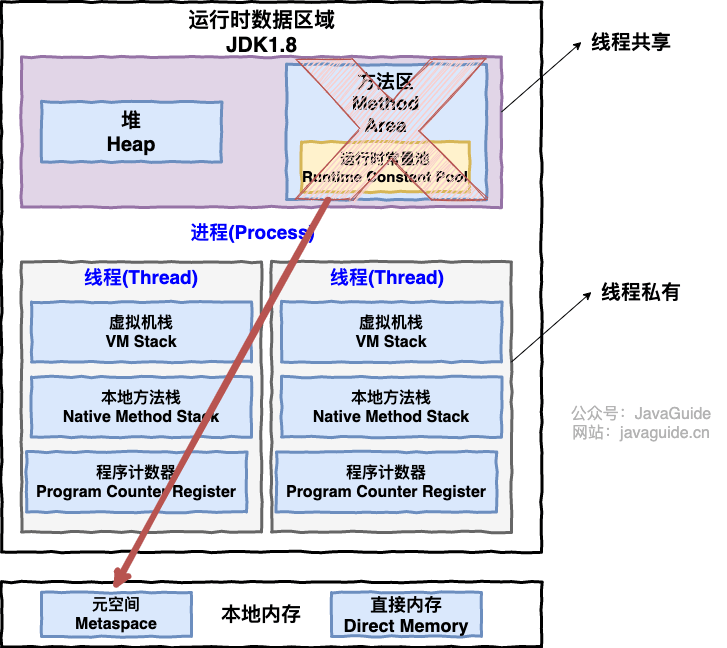 运行时数据区域
JDK1.8
线程共享
堆
Heap
方法区
Method
Area
运行时常量池
Runtime Constant Pool
进程(Process)
线程(Thread)
虚拟机栈
VM Stack
本地方法栈
Native Method Stack
程序计数器
Program Counter Register
线程(Thread)
虚拟机栈
VM Stack
本地方法栈
Native Method Stack
程序计数器
Program Counter Register
线程私有
公众号：JavaGuide
网站：javaguide.cn
元空间
Metaspace
本地内存
直接内存
Direct Memory